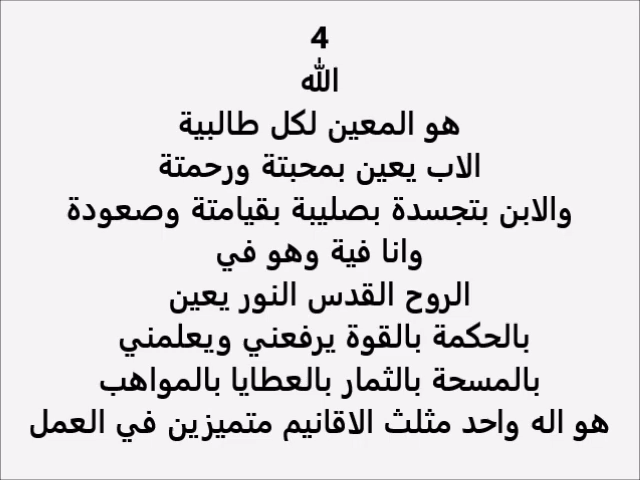 4
الله
هو المعين لكل طالبية
الاب يعين بمحبتة ورحمتة
والابن بتجسدة بصليبة بقيامتة وصعودة
وانا فية وهو في
الروح القدس النور يعين
بالحكمة بالقوة يرفعني ويعلمني
بالمسحة بالثمار بالعطايا بالمواهب
هو اله واحد مثلث الاقانيم متميزين في العمل